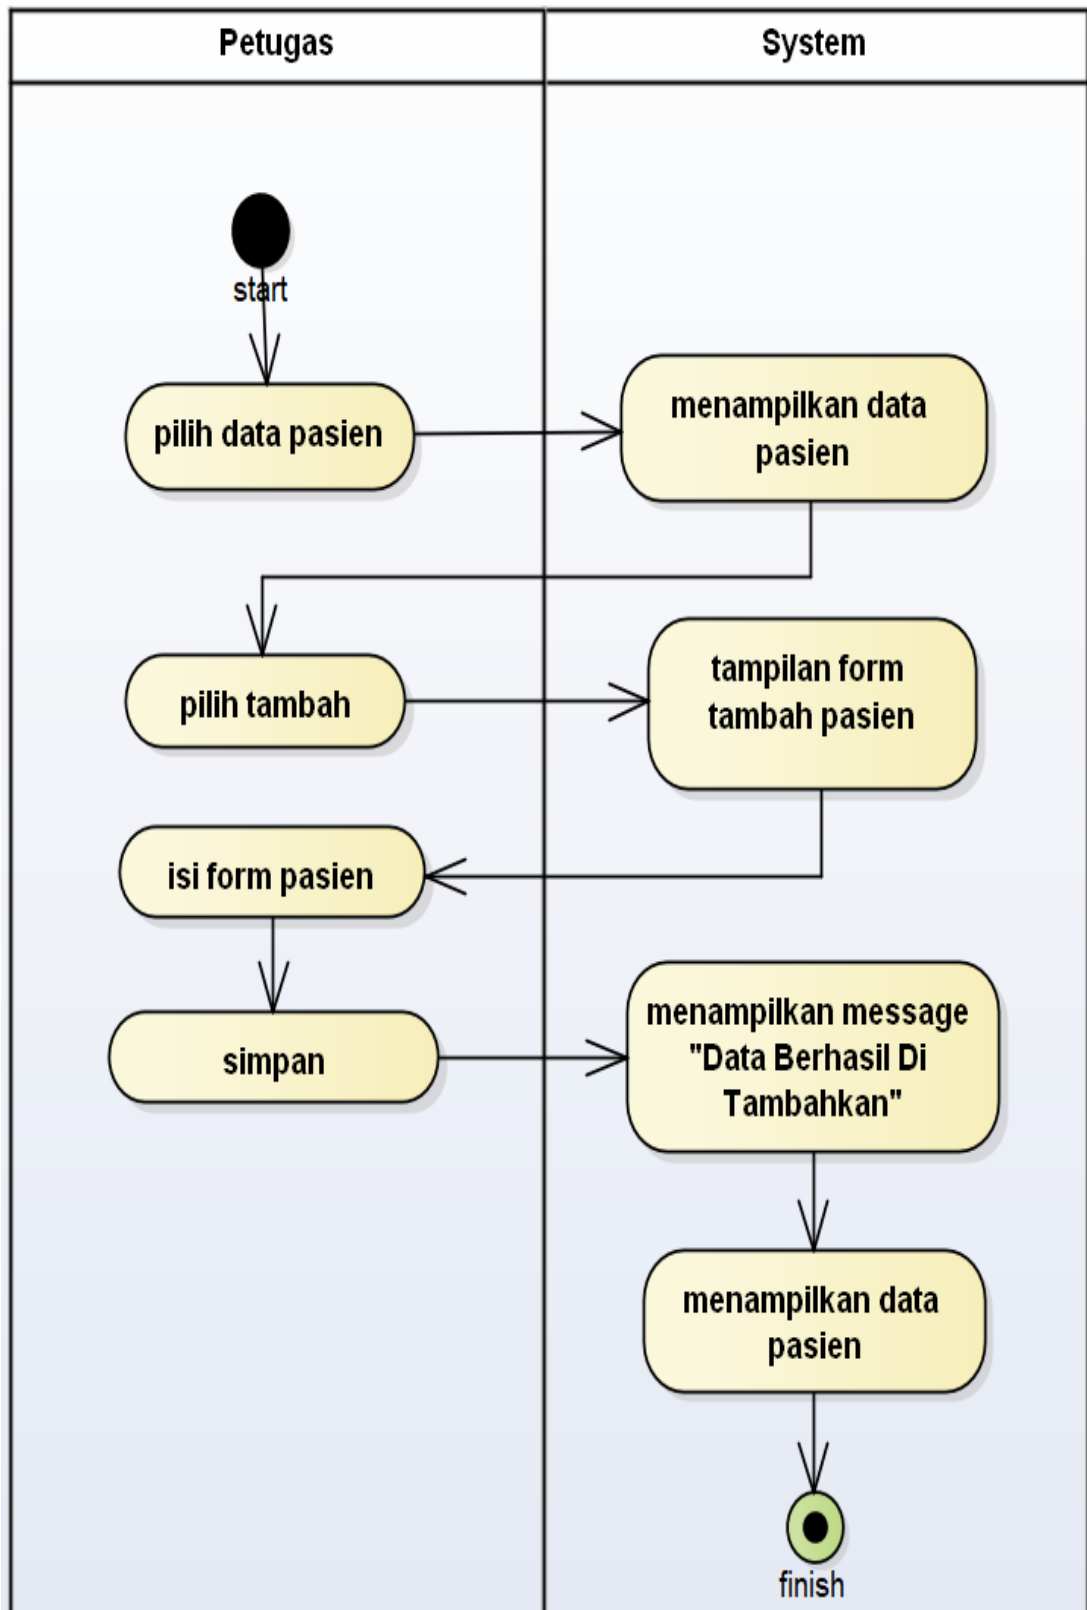 Petugas
System
start
pilih data pasien
menampilkan data
pasien
pilih tambah
tampilan form
tambah pasien
isi form pasien
simpan
menampilkan message
"Data Berhasil Di
Tambahkan"
menampilkan data
pasien
finish